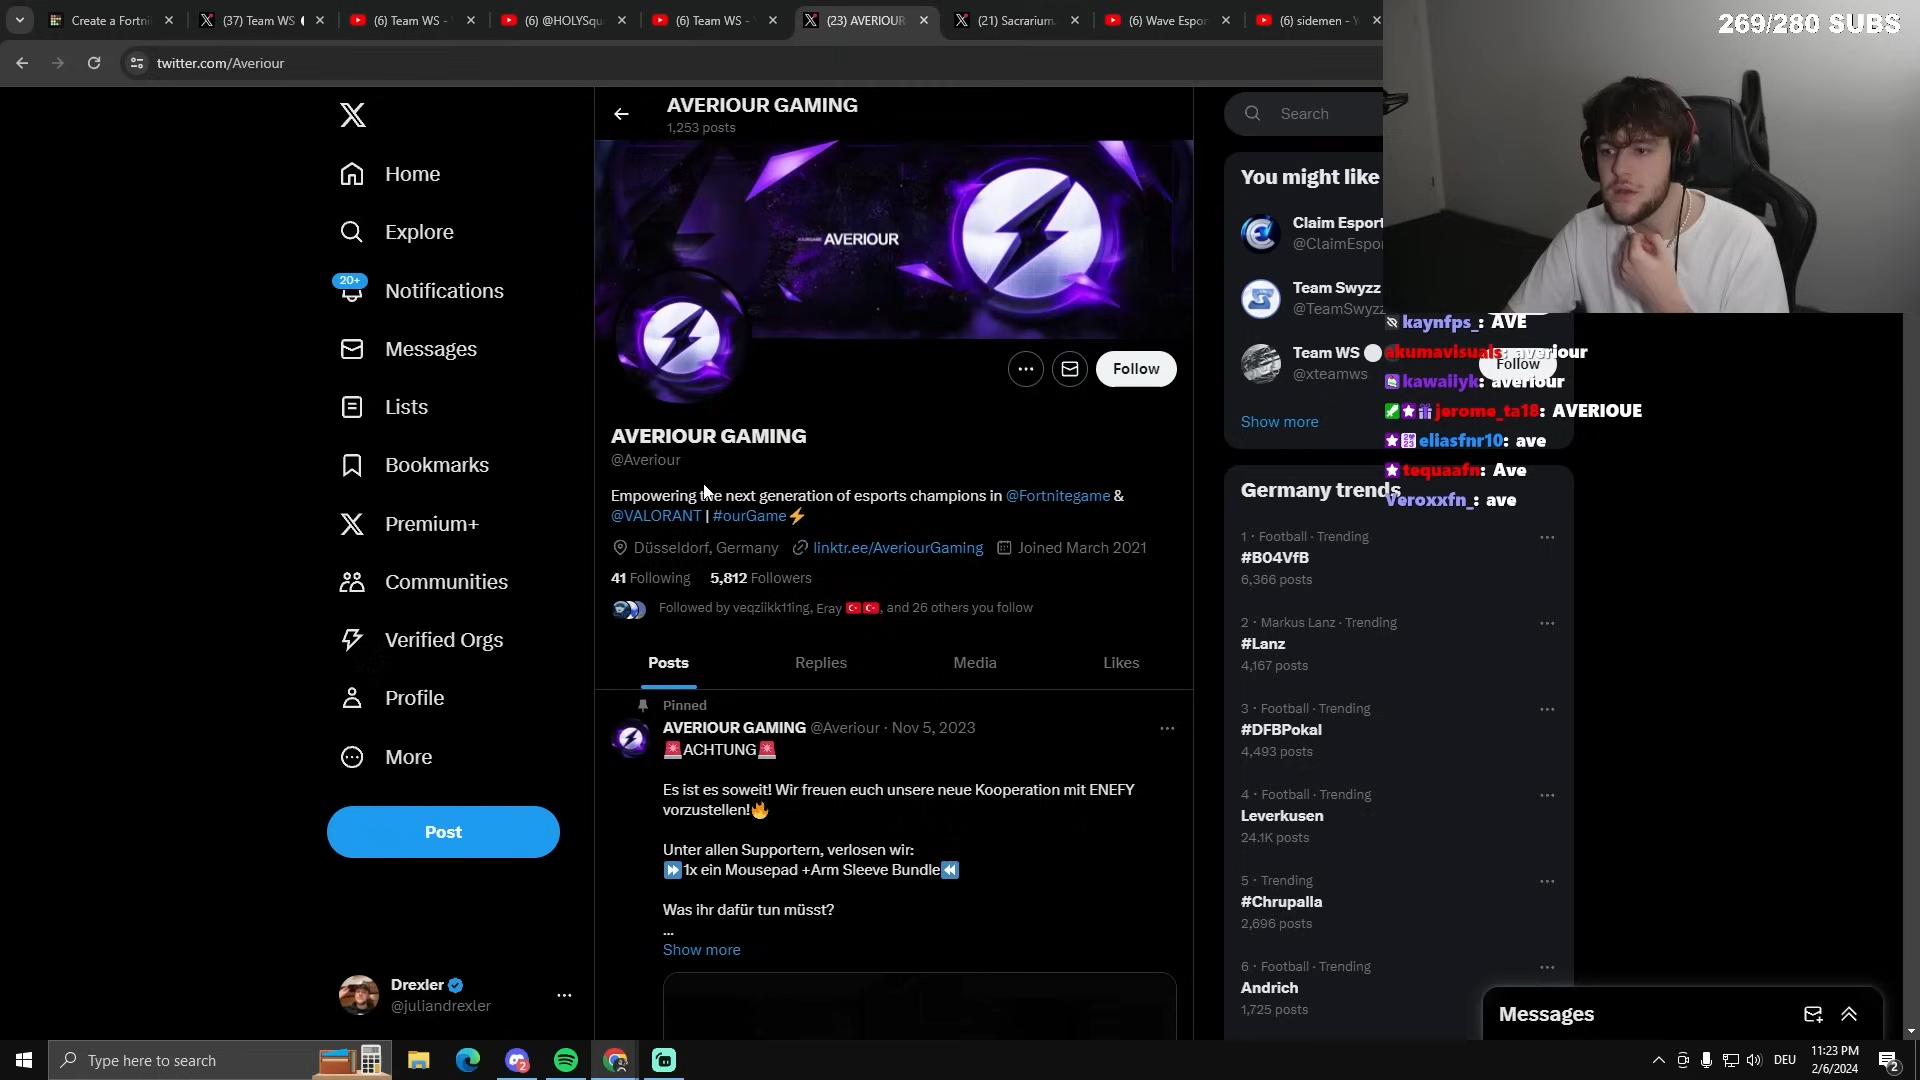 Create a Fortni
(37) Team WS
(6) Team WS -
(6) @HOLYSqu
(6) Team WS -
(23) AVERIOUR
(21) Sacrarium
(6) Wave Espor
(6) sidemen -
269/280 SUBS
twitter.com/Averiour
AVERIOUR GAMING
1,253 posts
Search
Home
Explore
20+
Notifications
Messages
Lists
Bookmarks
Premium+
Communities
Verified Orgs
Profile
More
Post
Drexler
@juliandrexler
AVERIOUR
Follow
AVERIOUR GAMING
@Averiour
Empowering the next generation of esports champions in @Fortnitegame &
@VALORANT | #ourGame⚡
Düsseldorf, Germany linktr.ee/AveriourGaming Joined March 2021
41 Following 5,812 Followers
Followed by veqziikk11ing, Eray 🇹🇷🇹🇷, and 26 others you follow
Posts Replies Media Likes
Pinned
AVERIOUR GAMING @Averiour · Nov 5, 2023
🚨ACHTUNG🚨
Es ist es soweit! Wir freuen euch unsere neue Kooperation mit ENEFY
vorzustellen!🔥
Unter allen Supportern, verlosen wir:
⏩1x ein Mousepad +Arm Sleeve Bundle⏪
Was ihr dafür tun müsst?
...
Show more
You might like
Claim Esport
@ClaimEspor
Team Swyzz
@TeamSwyzz
Team WS
@xteamws
Follow
Show more
kaynfps_: AVE
akumavisuals: averiour
kawaiiyk: averiour
jerome_ta18: AVERIOUE
eliasfnr10: ave
tequaafn: Ave
Veroxxfn_: ave
Germany trends
1 · Football · Trending
#B04VfB
6,366 posts
2 · Markus Lanz · Trending
#Lanz
4,167 posts
3 · Football · Trending
#DFBPokal
4,493 posts
4 · Football · Trending
Leverkusen
24.1K posts
5 · Trending
#Chrupalla
2,696 posts
6 · Football · Trending
Andrich
1,725 posts
Messages
Type here to search
2
DEU
11:23 PM
2/6/2024
2